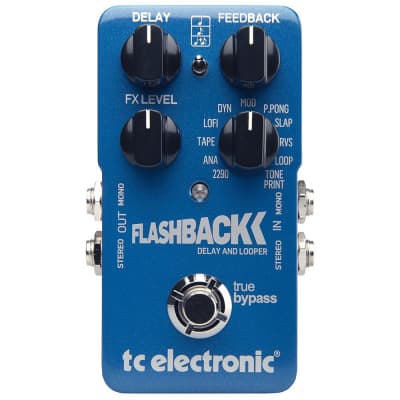 DELAY
FEEDBACK
FX LEVEL
MOD
DYN
P.PONG
LOFI
SLAP
TAPE
RVS
ANA
LOOP
2290
TONE
PRINT
STEREO OUT MONO
STEREO IN MONO
FLASHBACK
DELAY AND LOOPER
true
bypass
tc electronic®